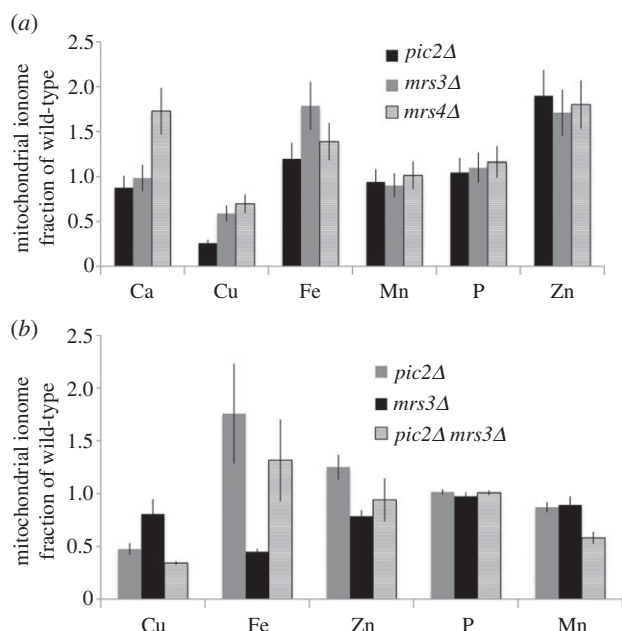 (a)
2.5
2.0
1.5
1.0
0.5
0
mitochondrial ionome
fraction of wild-type
pic2Δ
mrs3Δ
mrs4Δ
Ca Cu Fe Mn P Zn
(b)
2.5
2.0
1.5
1.0
0.5
0
mitochondrial ionome
fraction of wild-type
pic2Δ
mrs3Δ
pic2Δ mrs3Δ
Cu Fe Zn P Mn